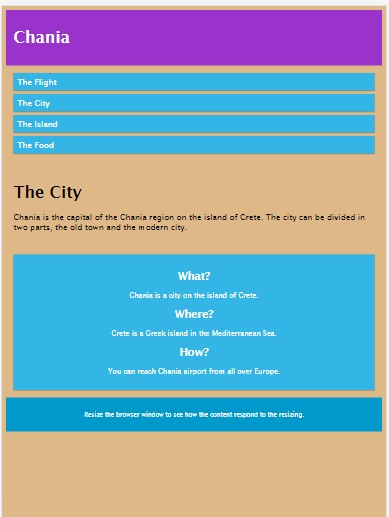 Chania
The Flight
The City
The Island
The Food
The City
Chania is the capital of the Chania region on the island of Crete. The city can be divided in
two parts, the old town and the modern city.
What?
Chania is a city on the island of Crete.
Where?
Crete is a Greek island in the Mediterranean Sea.
How?
You can reach Chania airport from all over Europe.
Resize the browser window to see how the content respond to the resizing.